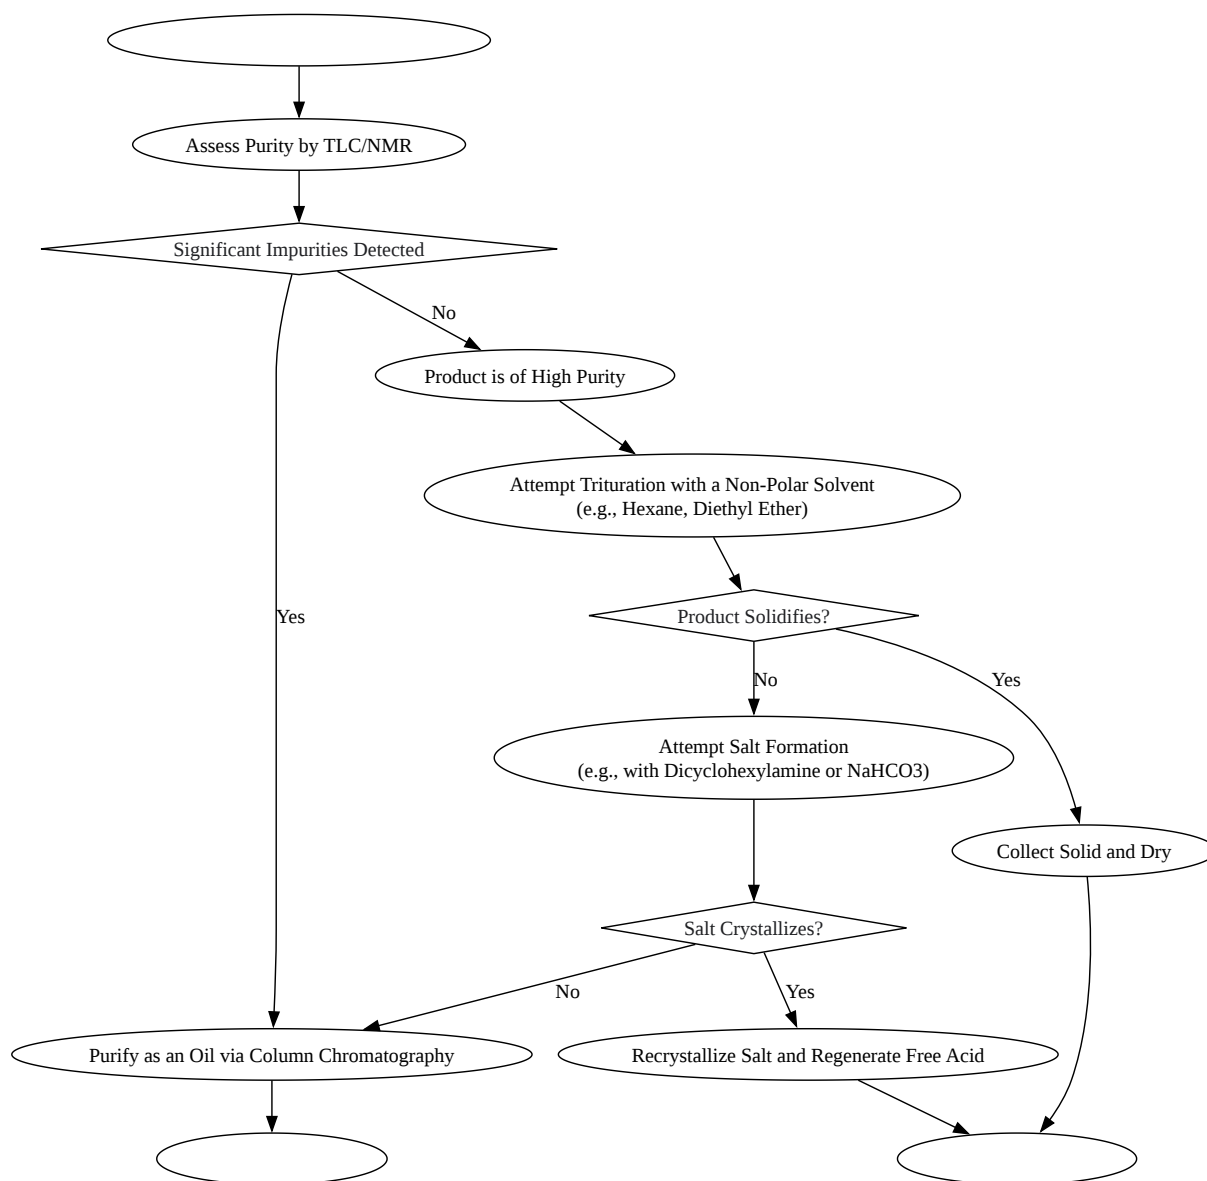 Assess Purity by TLC/NMR
Significant Impurities Detected
No
Product is of High Purity
Attempt Trituration with a Non-Polar Solvent
(e.g., Hexane, Diethyl Ether)
Yes
Product Solidifies?
No
Yes
Attempt Salt Formation
(e.g., with Dicyclohexylamine or NaHCO3)
Collect Solid and Dry
Salt Crystallizes?
No
Yes
Purify as an Oil via Column Chromatography
Recrystallize Salt and Regenerate Free Acid